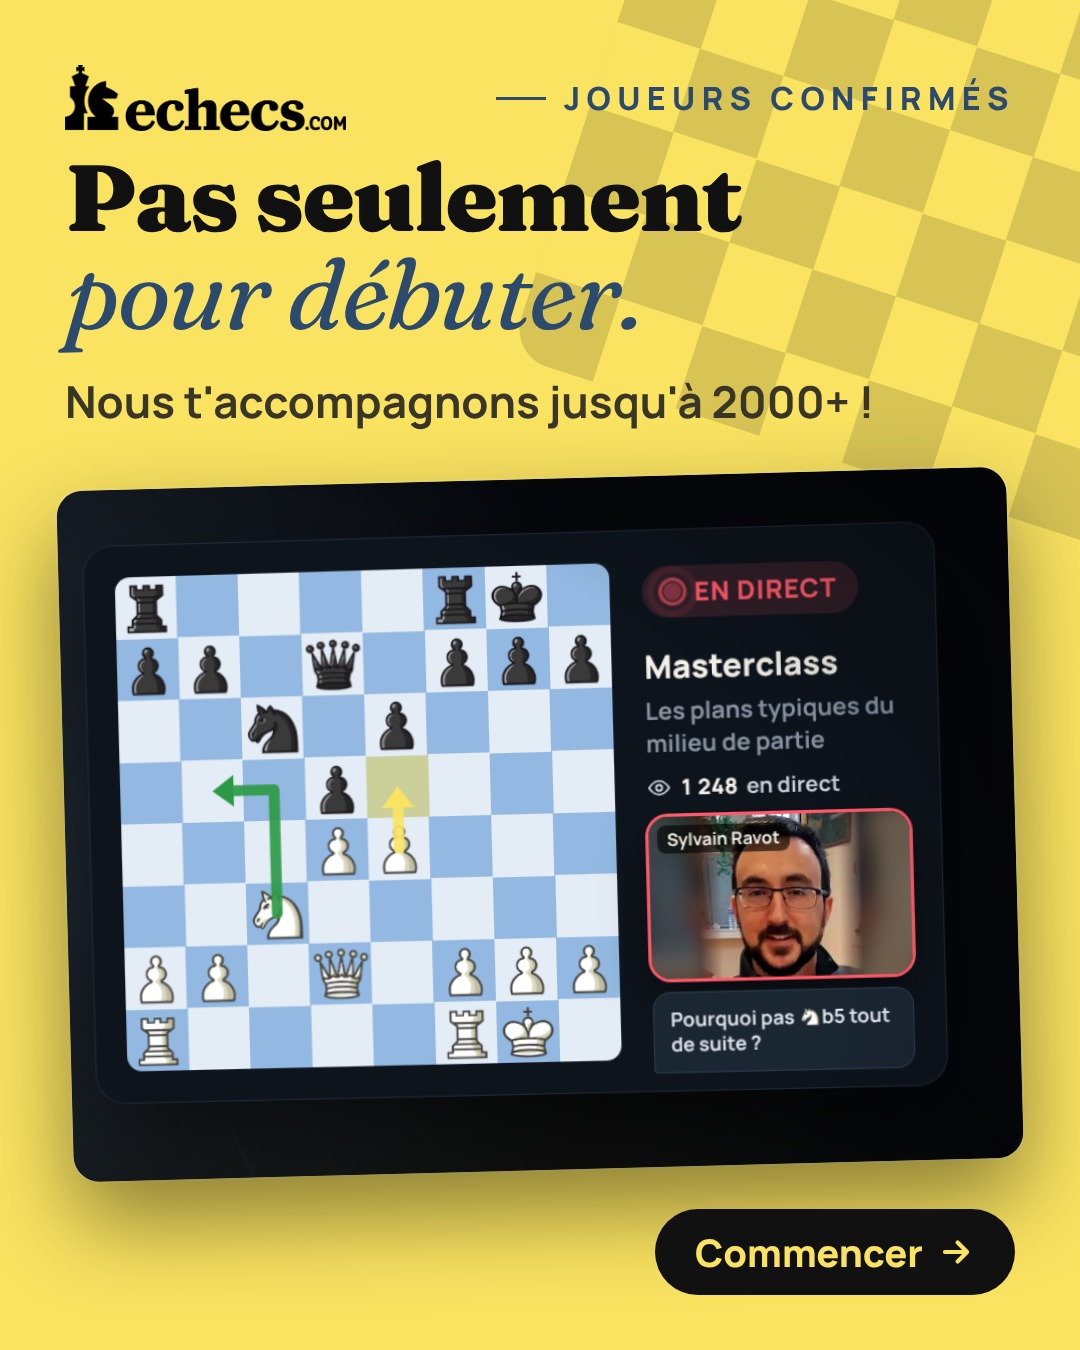 echecs.COM
JOUEURS CONFIRMÉS
Pas seulement
pour débuter.
Nous t'accompagnons jusqu'à 2000+ !
EN DIRECT
Masterclass
Les plans typiques du
milieu de partie
1 248 en direct
Sylvain Ravot
Pourquoi pas ♞b5 tout
de suite ?
Commencer →